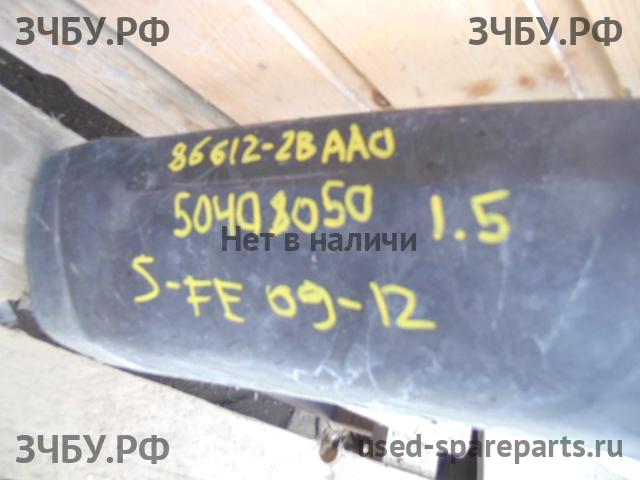 ЗЧБУ.РФ ЗЧБУ.РФ
86612-2BAA0
50408050 1.5
Нет в наличи
S-FE 09-12
ЗЧБУ.РФ used-spareparts.ru